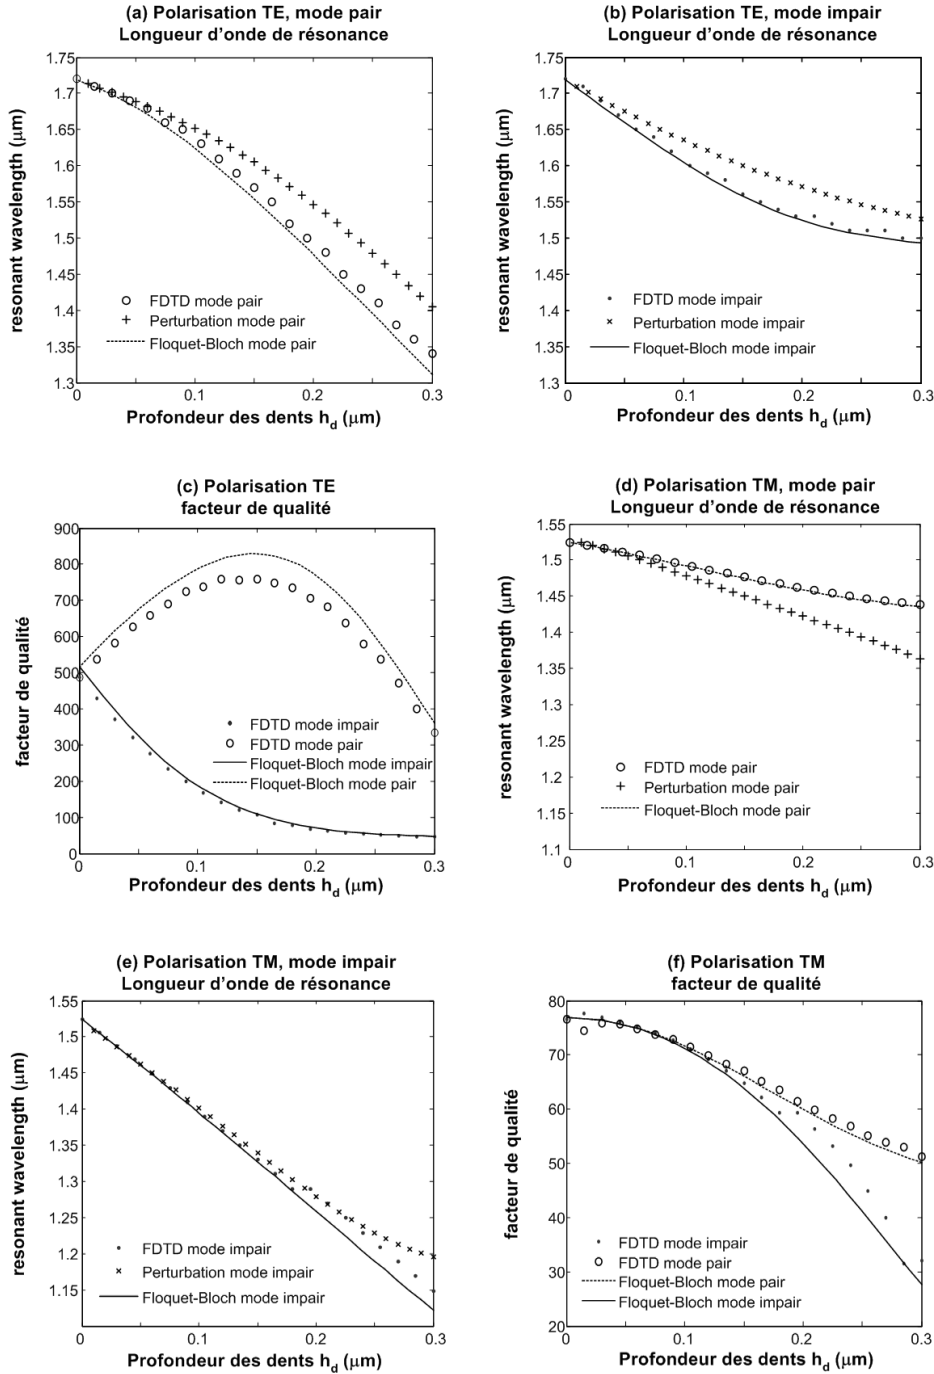 (a) Polarisation TE, mode pair
Longueur d'onde de résonance
1.75
1.7
1.65
1.6
1.55
1.5
1.45
1.4
1.35
1.3
resonant wavelength (μm)
FDTD mode pair
Perturbation mode pair
Floquet-Bloch mode pair
0
0.1
0.2
0.3
Profondeur des dents hd (μm)
(b) Polarisation TE, mode impair
Longueur d'onde de résonance
1.75
1.7
1.65
1.6
1.55
1.5
1.45
1.4
1.35
1.3
resonant wavelength (μm)
FDTD mode impair
Perturbation mode impair
Floquet-Bloch mode impair
0
0.1
0.2
0.3
Profondeur des dents hd (μm)
(c) Polarisation TE
facteur de qualité
900
800
700
600
500
400
300
200
100
0
facteur de qualité
FDTD mode impair
FDTD mode pair
Floquet-Bloch mode impair
Floquet-Bloch mode pair
0
0.1
0.2
0.3
Profondeur des dents hd (μm)
(d) Polarisation TM, mode pair
Longueur d'onde de résonance
1.55
1.5
1.45
1.4
1.35
1.3
1.25
1.2
1.15
1.1
resonant wavelength (μm)
FDTD mode pair
Perturbation mode pair
Floquet-Bloch mode pair
0
0.1
0.2
0.3
Profondeur des dents hd (μm)
(e) Polarisation TM, mode impair
Longueur d'onde de résonance
1.55
1.5
1.45
1.4
1.35
1.3
1.25
1.2
1.15
resonant wavelength (μm)
FDTD mode impair
Perturbation mode impair
Floquet-Bloch mode impair
0
0.1
0.2
0.3
Profondeur des dents hd (μm)
(f) Polarisation TM
facteur de qualité
80
70
60
50
40
30
20
facteur de qualité
FDTD mode impair
FDTD mode pair
Floquet-Bloch mode pair
Floquet-Bloch mode impair
0
0.1
0.2
0.3
Profondeur des dents hd (μm)